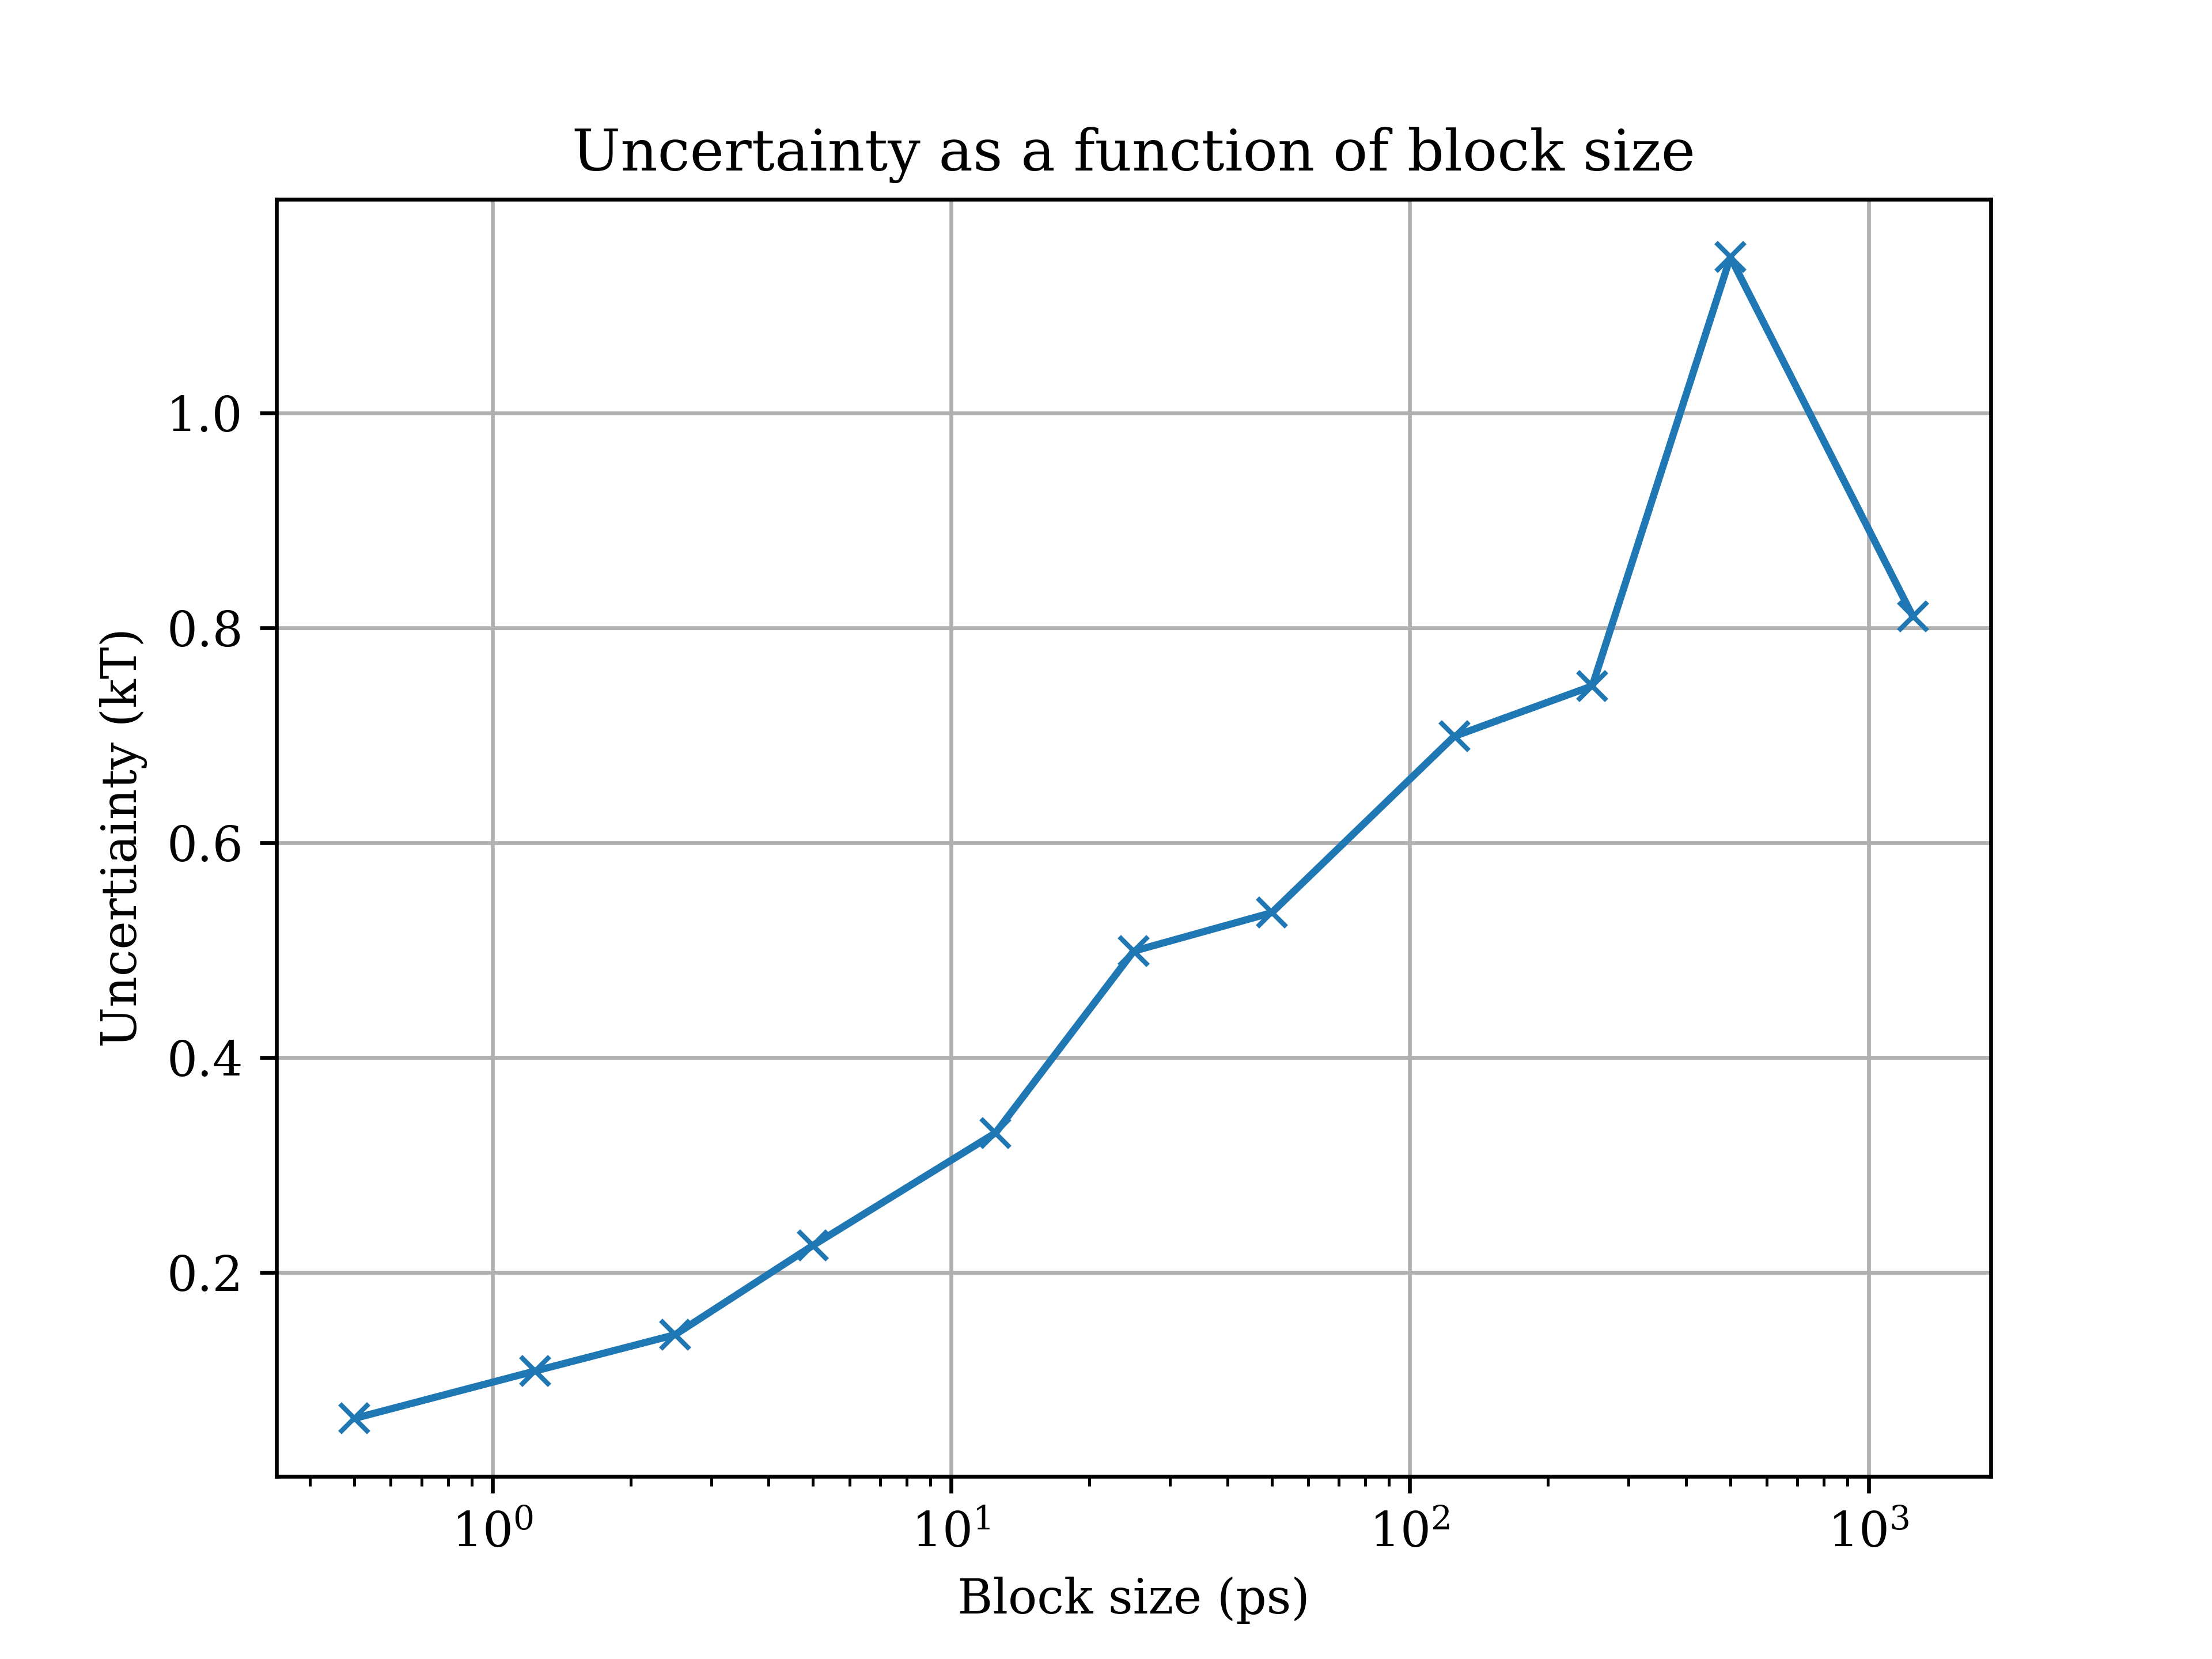 Uncertainty as a function of block size
Uncertiainty (kT)
1.0
0.8
0.6
0.4
0.2
10⁰ 10¹ 10² 10³
Block size (ps)